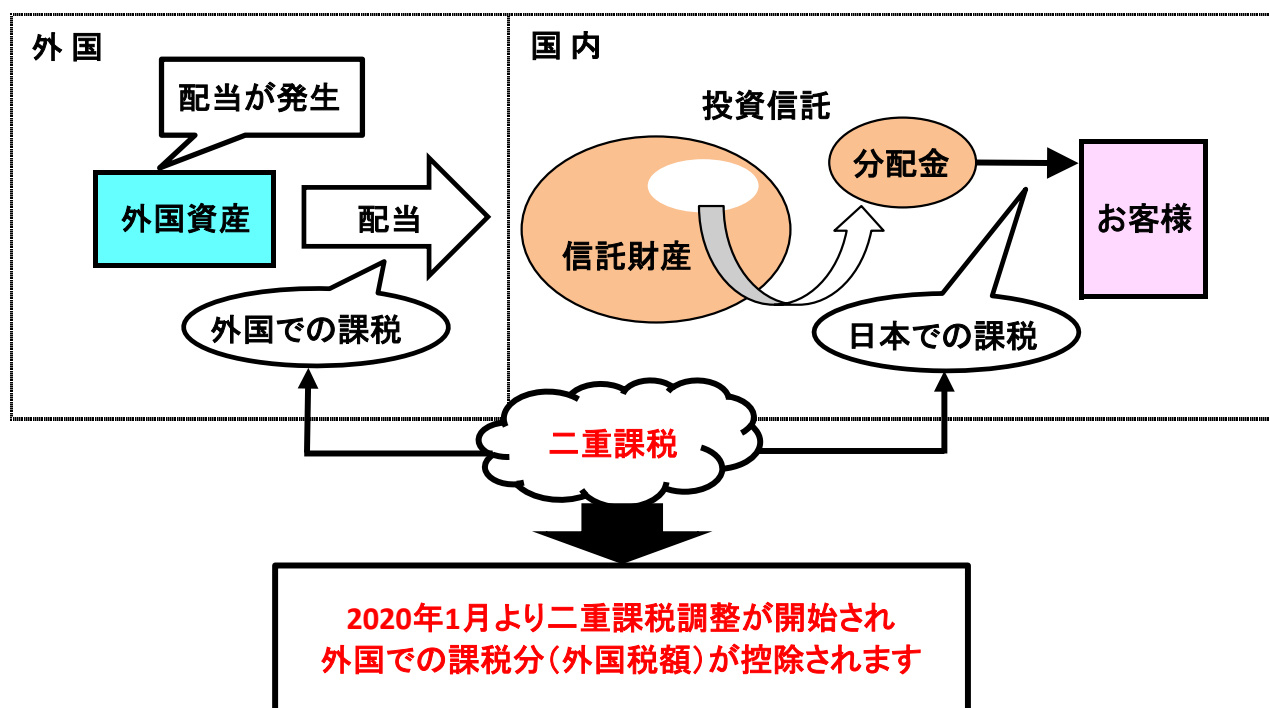 外 国
国 内
配当が発生
投資信託
分配金
外国資産
配当
お客様
信託財産
外国での課税
日本での課税
二重課税
2020年1月より二重課税調整が開始され
外国での課税分（外国税額）が控除されます